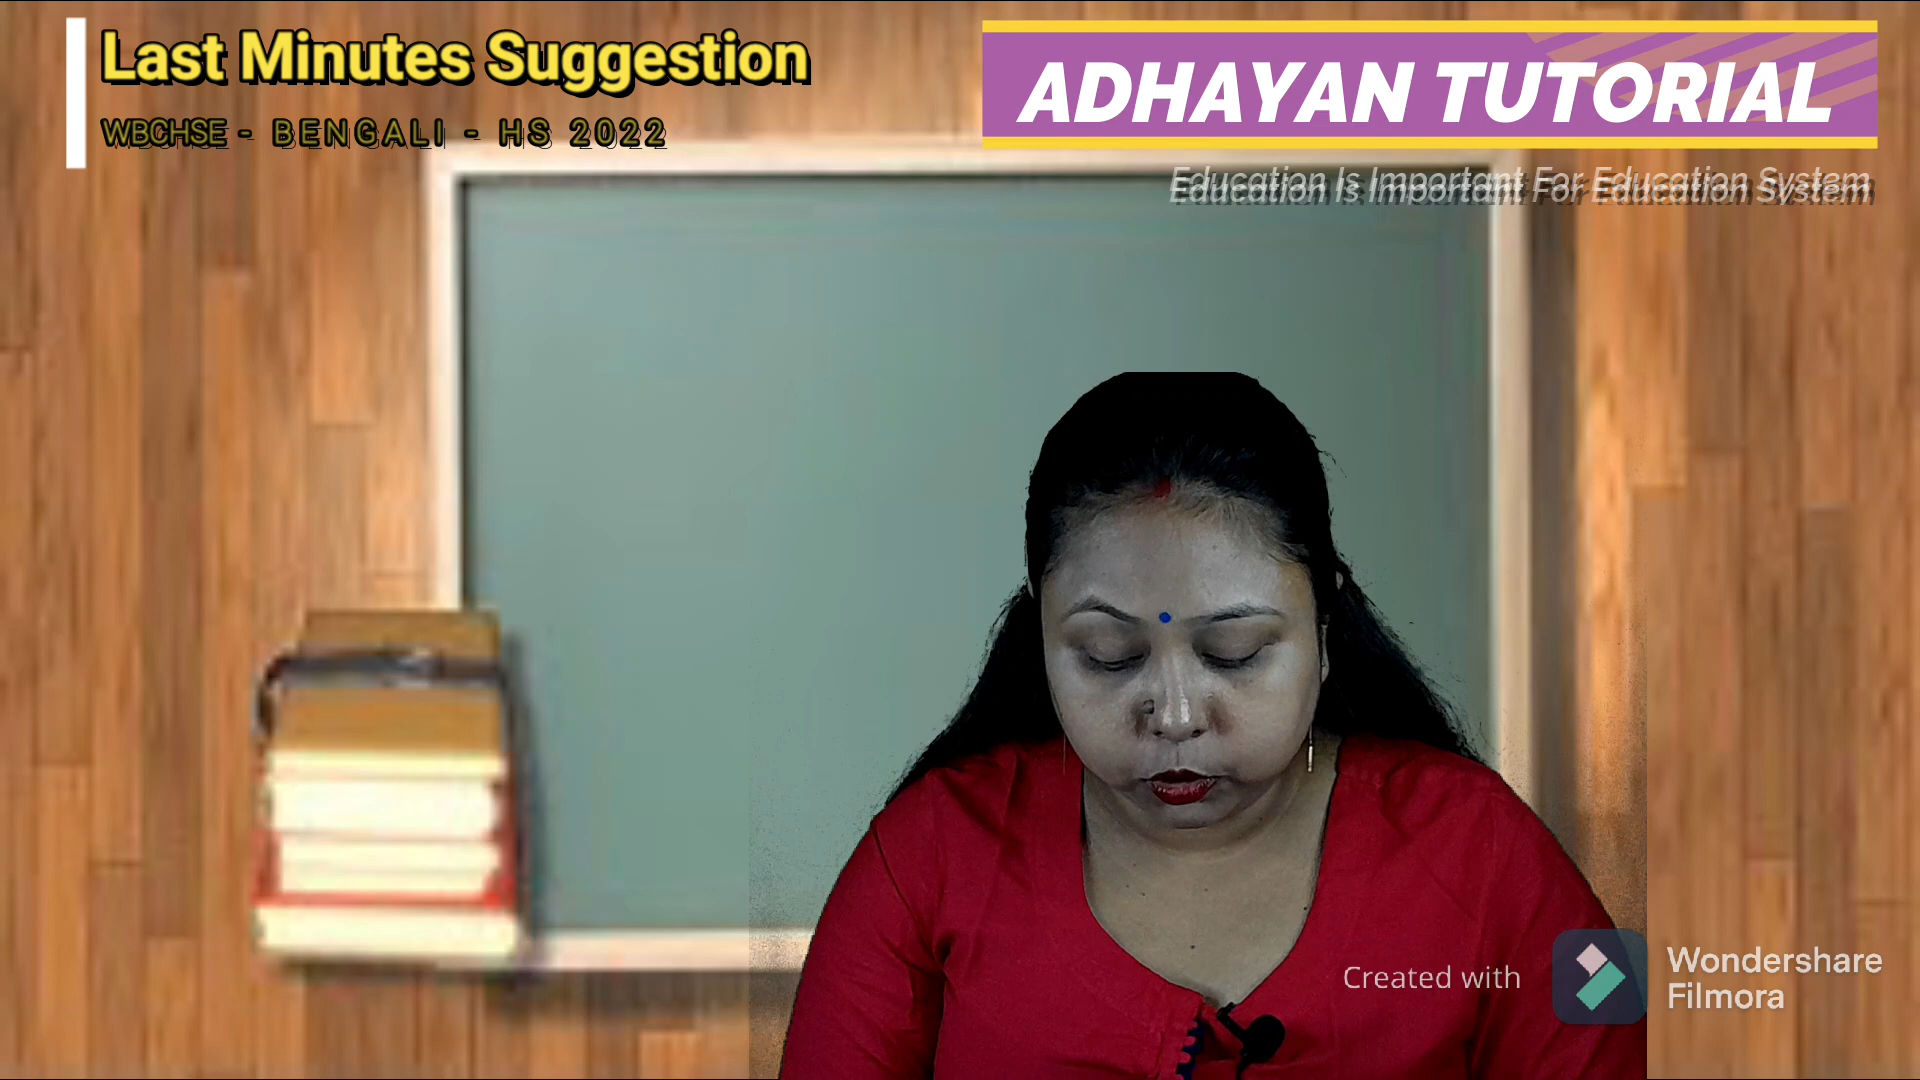 Last Minutes Suggestion
WBCHSE - BENGALI - HS 2022
ADHAYAN TUTORIAL
Education Is Important For Education System
Created with
Wondershare
Filmora